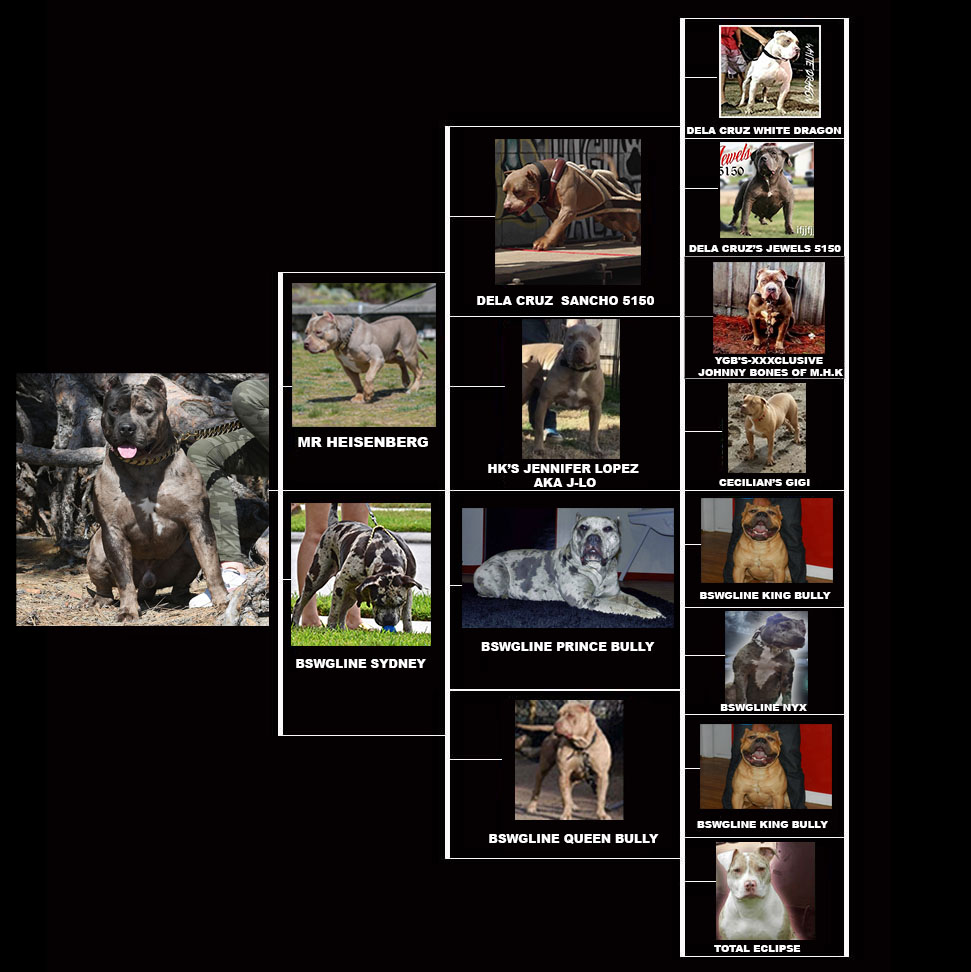 WHITE DRAGON
DELA CRUZ WHITE DRAGON
Jewels
5150
ifjjfj
DELA CRUZ'S JEWELS 5150
DELA CRUZ  SANCHO 5150
YGB'S-XXXCLUSIVE
JOHNNY BONES OF M.H.K
MR HEISENBERG
HK'S JENNIFER LOPEZ
AKA J-LO
CECILIAN'S GIGI
BSWGLINE KING BULLY
BSWGLINE SYDNEY
BSWGLINE PRINCE BULLY
BSWGLINE NYX
BSWGLINE QUEEN BULLY
BSWGLINE KING BULLY
TOTAL ECLIPSE